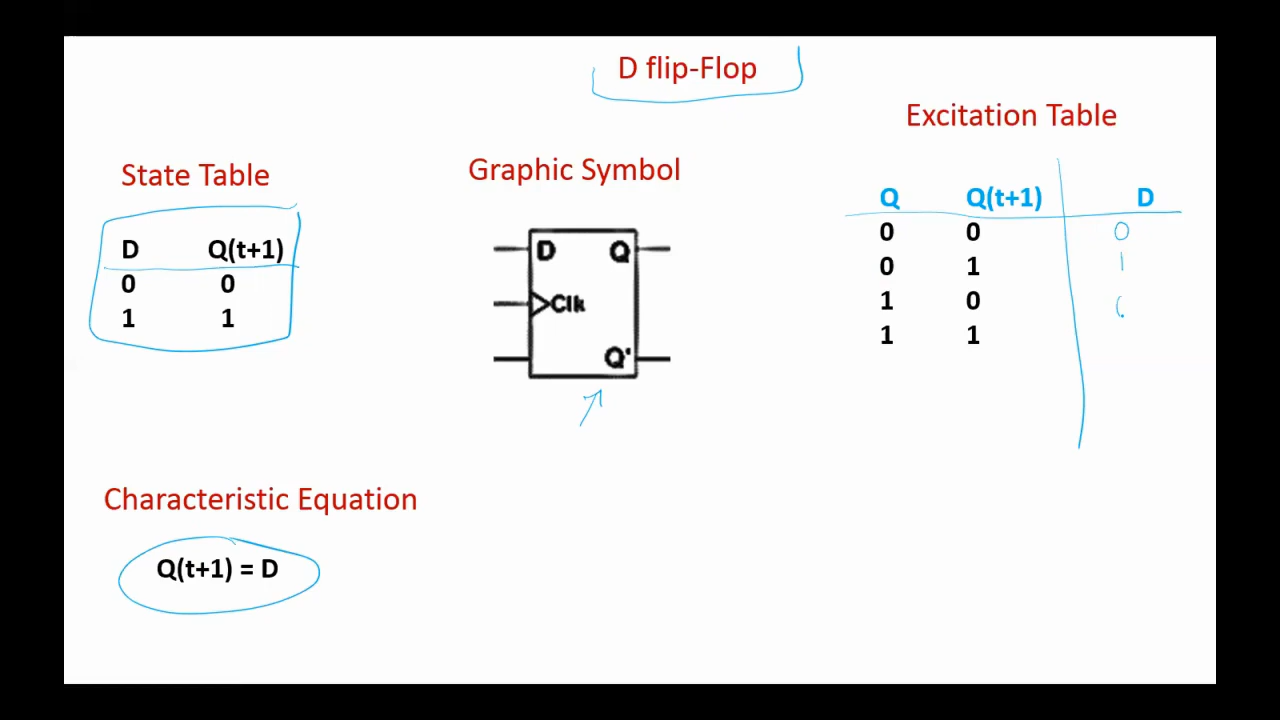 D flip-Flop
State Table
D Q(t+1)
0 0
1 1
Graphic Symbol
D Q
Clk
Q'
Excitation Table
Q Q(t+1) D
0 0 0
0 1 1
1 0
1 1
Characteristic Equation
Q(t+1) = D